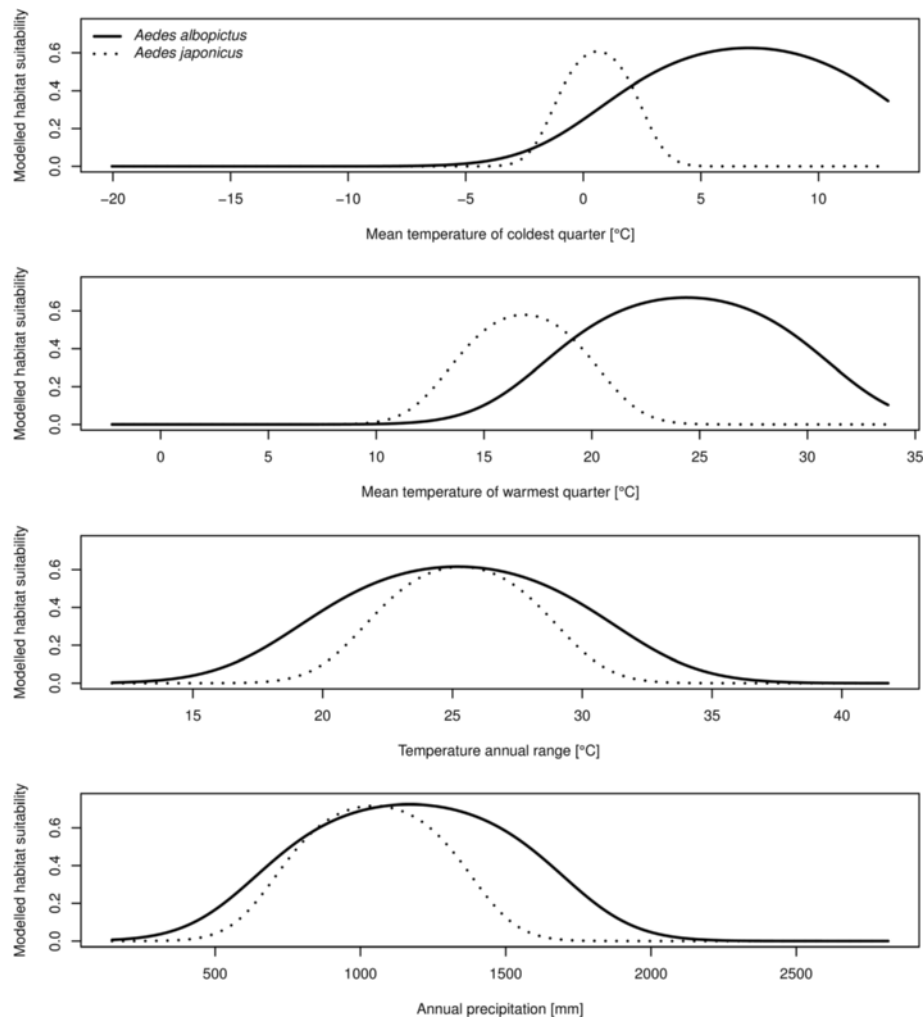 Modelled habitat suitability
0.0 0.2 0.4 0.6
Aedes albopictus
Aedes japonicus
−20 −15 −10 −5 0 5 10
Mean temperature of coldest quarter [°C]
Modelled habitat suitability
0.0 0.2 0.4 0.6
0 5 10 15 20 25 30 35
Mean temperature of warmest quarter [°C]
Modelled habitat suitability
0.0 0.2 0.4 0.6
15 20 25 30 35 40
Temperature annual range [°C]
Modelled habitat suitability
0.0 0.2 0.4 0.6
500 1000 1500 2000 2500
Annual precipitation [mm]